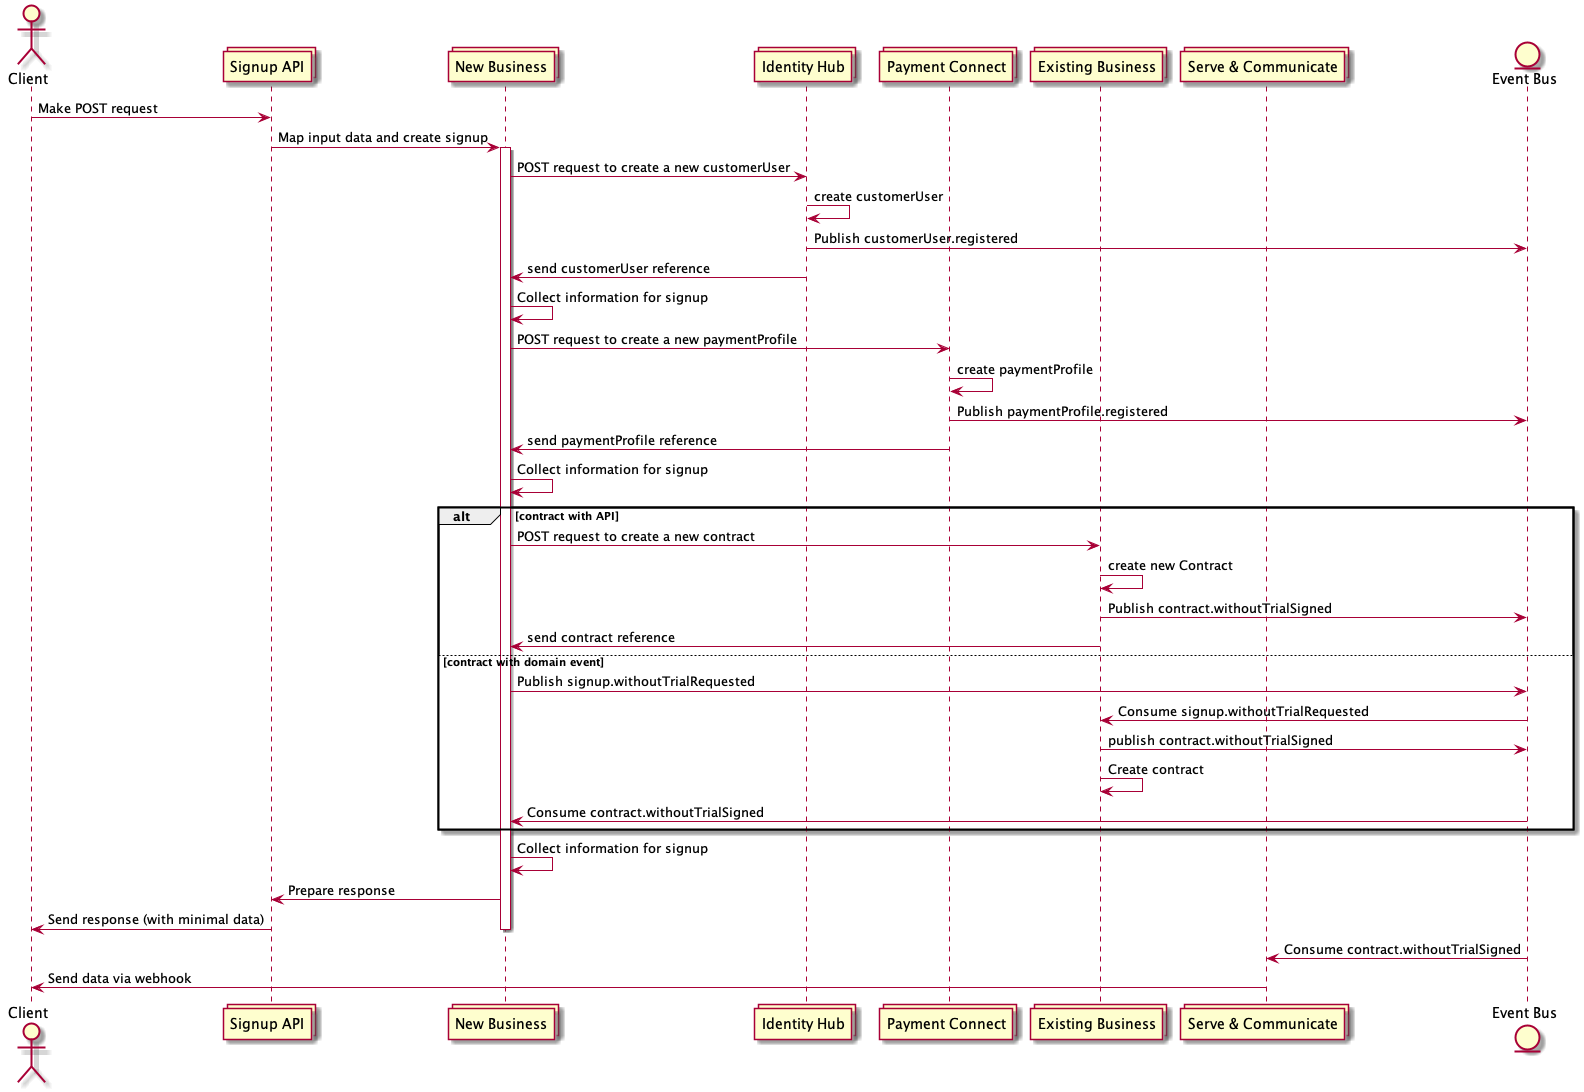 Client
Signup API
New Business
Identity Hub
Payment Connect
Existing Business
Serve & Communicate
Event Bus
Make POST request
Map input data and create signup
POST request to create a new customerUser
create customerUser
Publish customerUser.registered
send customerUser reference
Collect information for signup
POST request to create a new paymentProfile
create paymentProfile
Publish paymentProfile.registered
send paymentProfile reference
Collect information for signup
alt
[contract with API]
POST request to create a new contract
create new Contract
Publish contract.withoutTrialSigned
send contract reference
[contract with domain event]
Publish signup.withoutTrialRequested
Consume signup.withoutTrialRequested
publish contract.withoutTrialSigned
Create contract
Consume contract.withoutTrialSigned
Collect information for signup
Prepare response
Send response (with minimal data)
Consume contract.withoutTrialSigned
Send data via webhook
Client
Signup API
New Business
Identity Hub
Payment Connect
Existing Business
Serve & Communicate
Event Bus